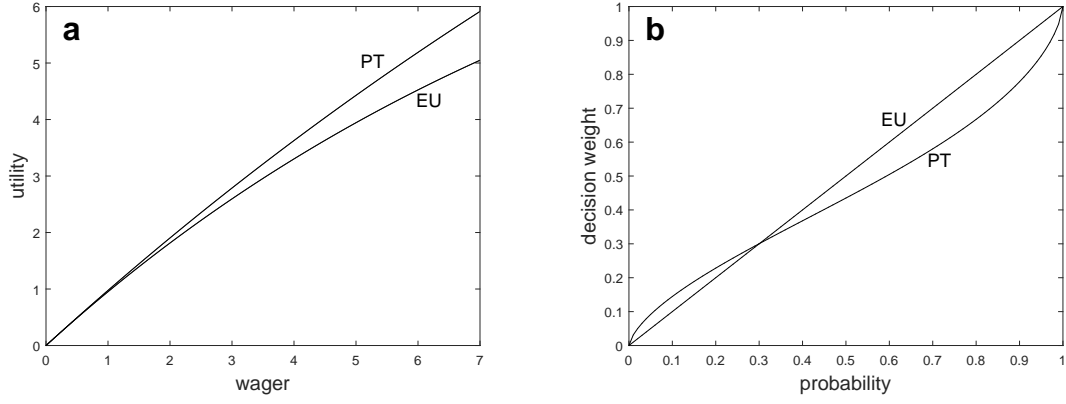 a
6
5
4
3
2
1
0
utility
PT
EU
0 1 2 3 4 5 6 7
wager
b
1
0.9
0.8
0.7
0.6
0.5
0.4
0.3
0.2
0.1
0
decision weight
EU
PT
0 0.1 0.2 0.3 0.4 0.5 0.6 0.7 0.8 0.9 1
probability